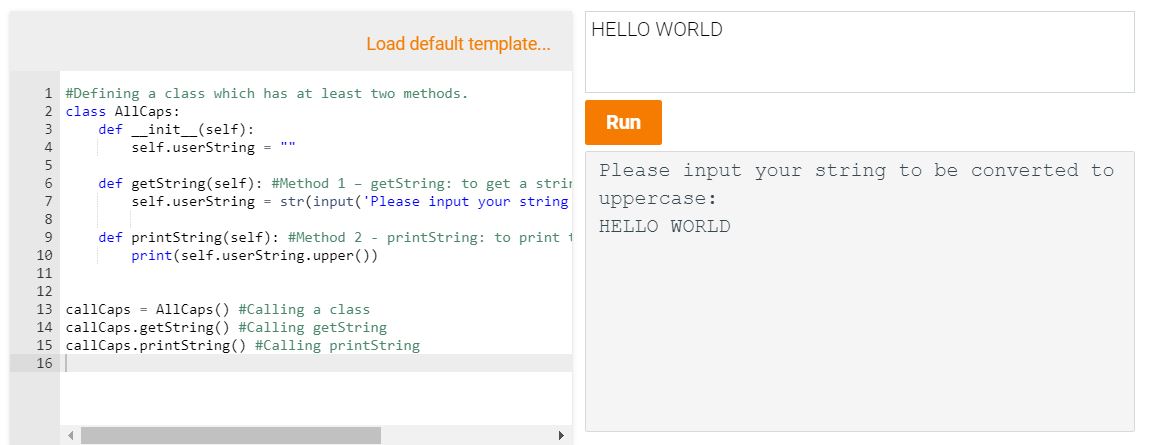 Load default template...
1 #Defining a class which has at least two methods.
2 class AllCaps:
3     def __init__(self):
4         self.userString = ""
5
6     def getString(self): #Method 1 – getString: to get a
7         self.userString = str(input('Please input your string
8
9     def printString(self): #Method 2 - printString: to print
10         print(self.userString.upper())
11
12
13 callCaps = AllCaps() #Calling a class
14 callCaps.getString() #Calling getString
15 callCaps.printString() #Calling printString
16
HELLO WORLD
Run
Please input your string to be converted to
uppercase:
HELLO WORLD